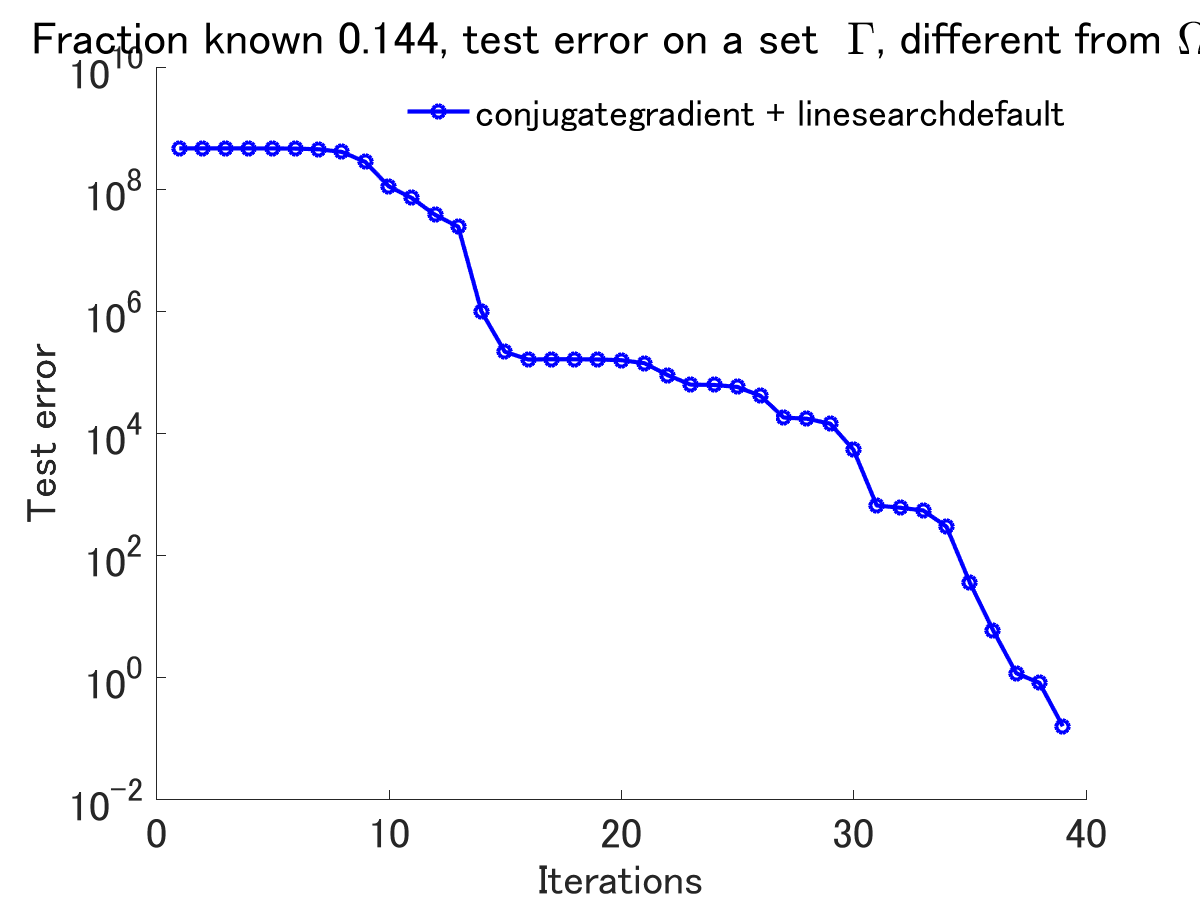 Fraction known 0.144, test error on a set Γ, different from Ω
conjugategradient + linesearchdefault
Test error
10^10
10^8
10^6
10^4
10^2
10^0
10^−2
0 10 20 30 40
Iterations